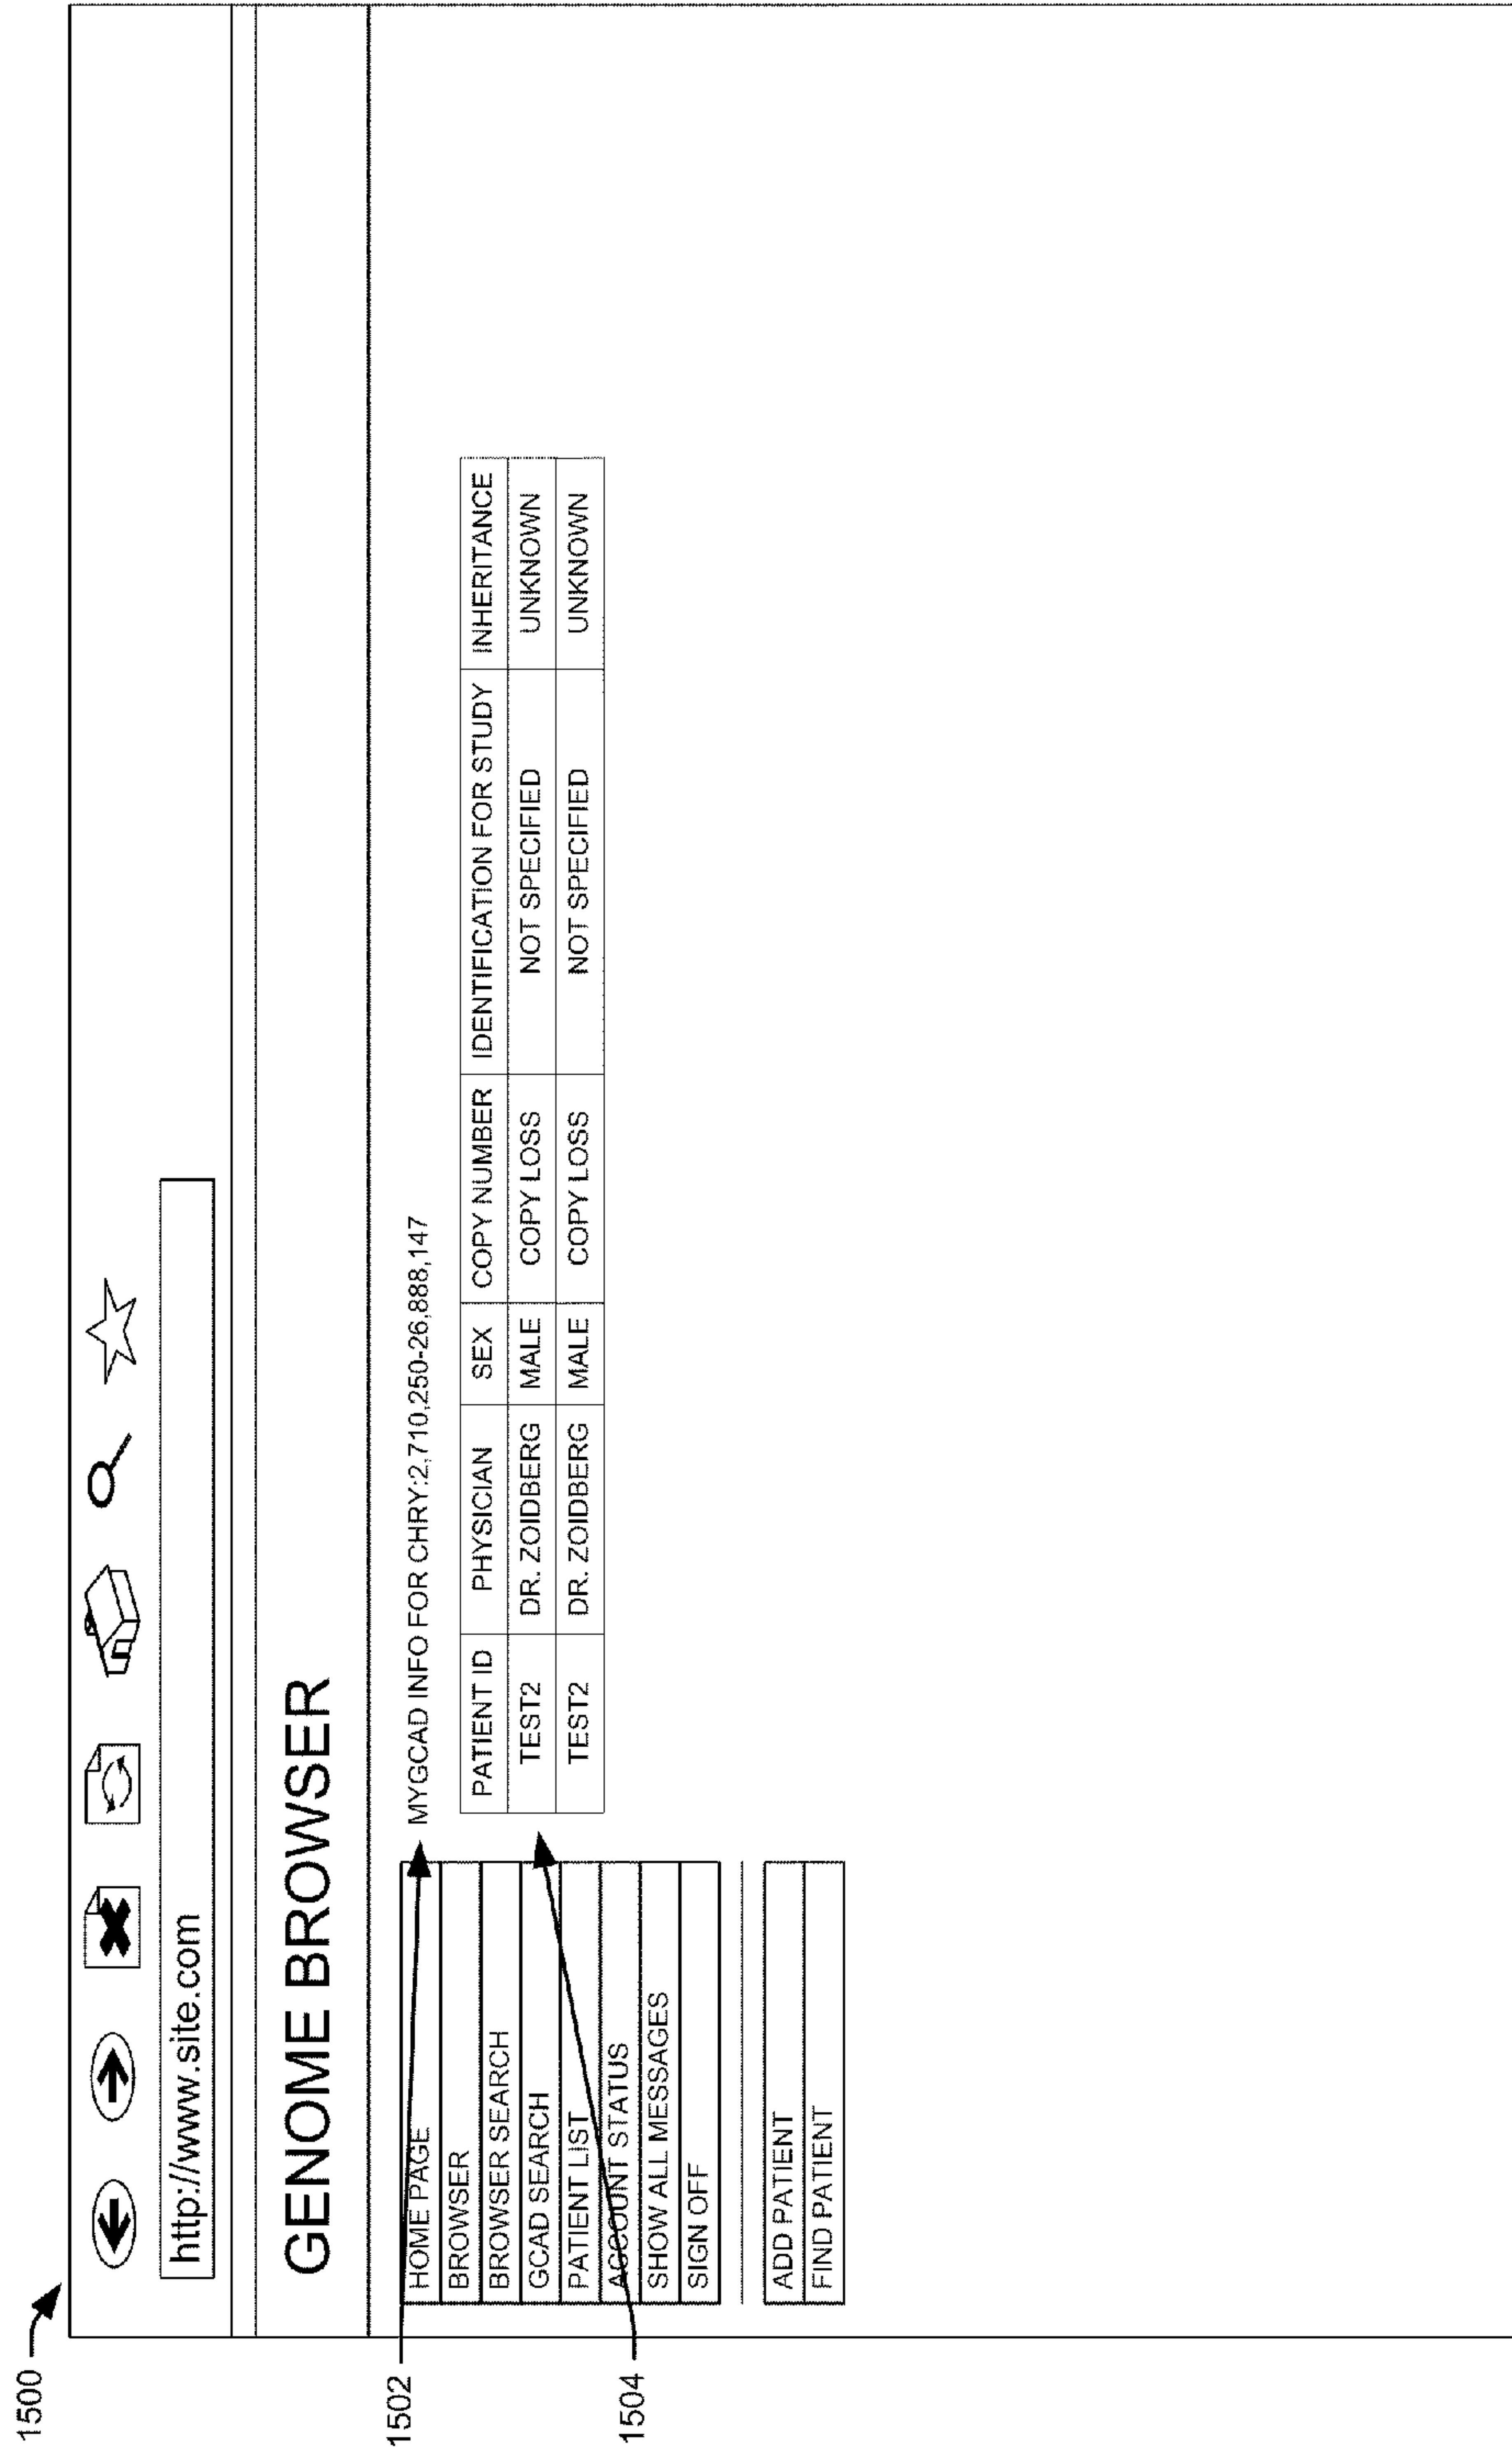 1500
http://www.site.com
GENOME BROWSER
1502
HOME PAGE
BROWSER
BROWSER SEARCH
GCAD SEARCH
PATIENT LIST
ACCOUNT STATUS
SHOW ALL MESSAGES
SIGN OFF
1504
ADD PATIENT
FIND PATIENT
MYGCAD INFO FOR CHRY:2,710,250-26,888,147
PATIENT ID PHYSICIAN SEX COPY NUMBER IDENTIFICATION FOR STUDY INHERITANCE
TEST2 DR. ZOIDBERG MALE COPY LOSS NOT SPECIFIED UNKNOWN
TEST2 DR. ZOIDBERG MALE COPY LOSS NOT SPECIFIED UNKNOWN